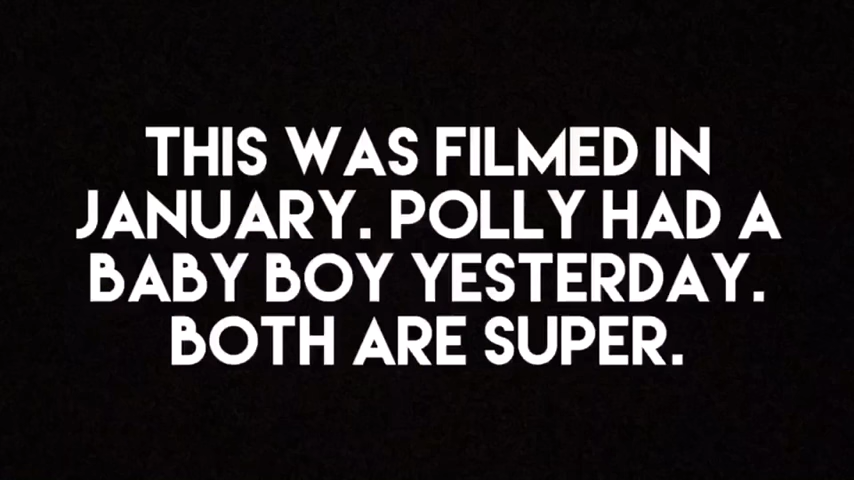 THIS WAS FILMED IN
JANUARY. POLLY HAD A
BABY BOY YESTERDAY.
BOTH ARE SUPER.